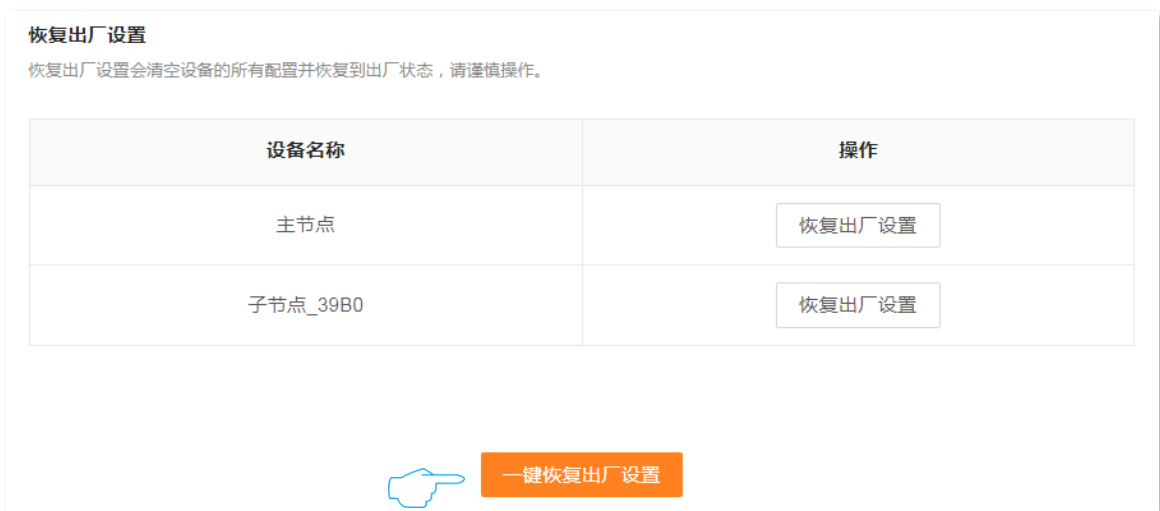 恢复出厂设置
恢复出厂设置会清空设备的所有配置并恢复到出厂状态，请谨慎操作。
设备名称 操作
主节点 恢复出厂设置
子节点_39B0 恢复出厂设置
一键恢复出厂设置